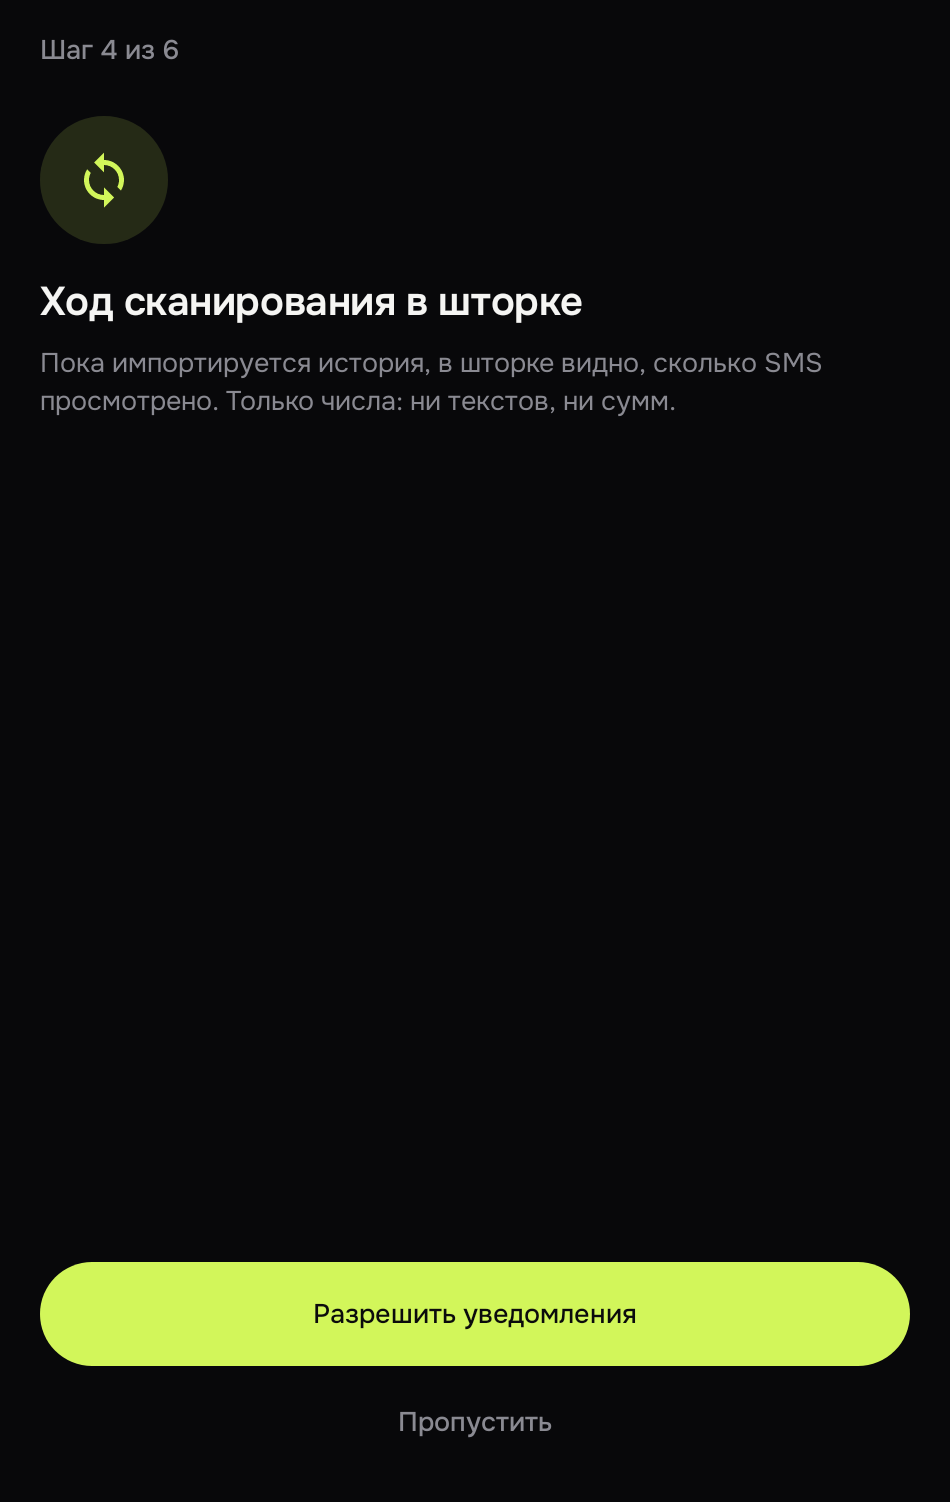 Шаг 4 из 6
Ход сканирования в шторке
Пока импортируется история, в шторке видно, сколько SMS
просмотрено. Только числа: ни текстов, ни сумм.
Разрешить уведомления
Пропустить